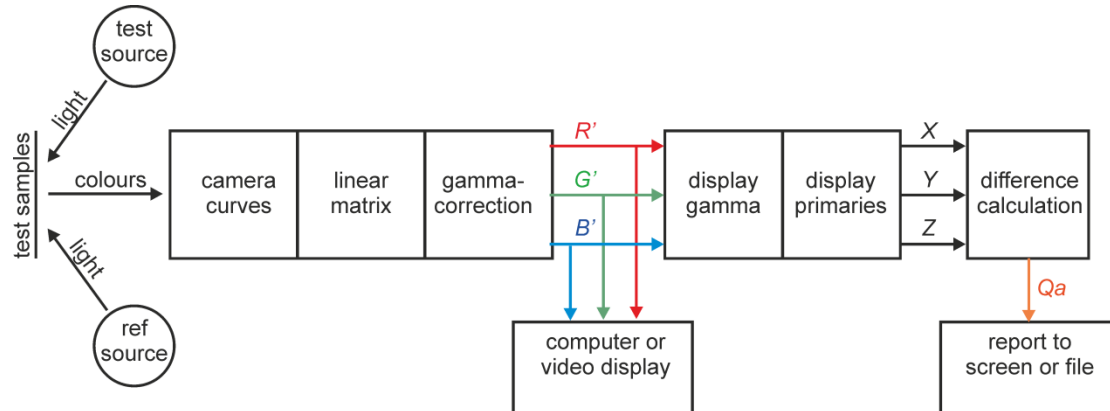 test
source
light
test samples
colours
light
ref
source
camera
curves
linear
matrix
gamma-
correction
R’
G’
B’
display
gamma
display
primaries
X
Y
Z
difference
calculation
Qa
computer or
video display
report to
screen or file